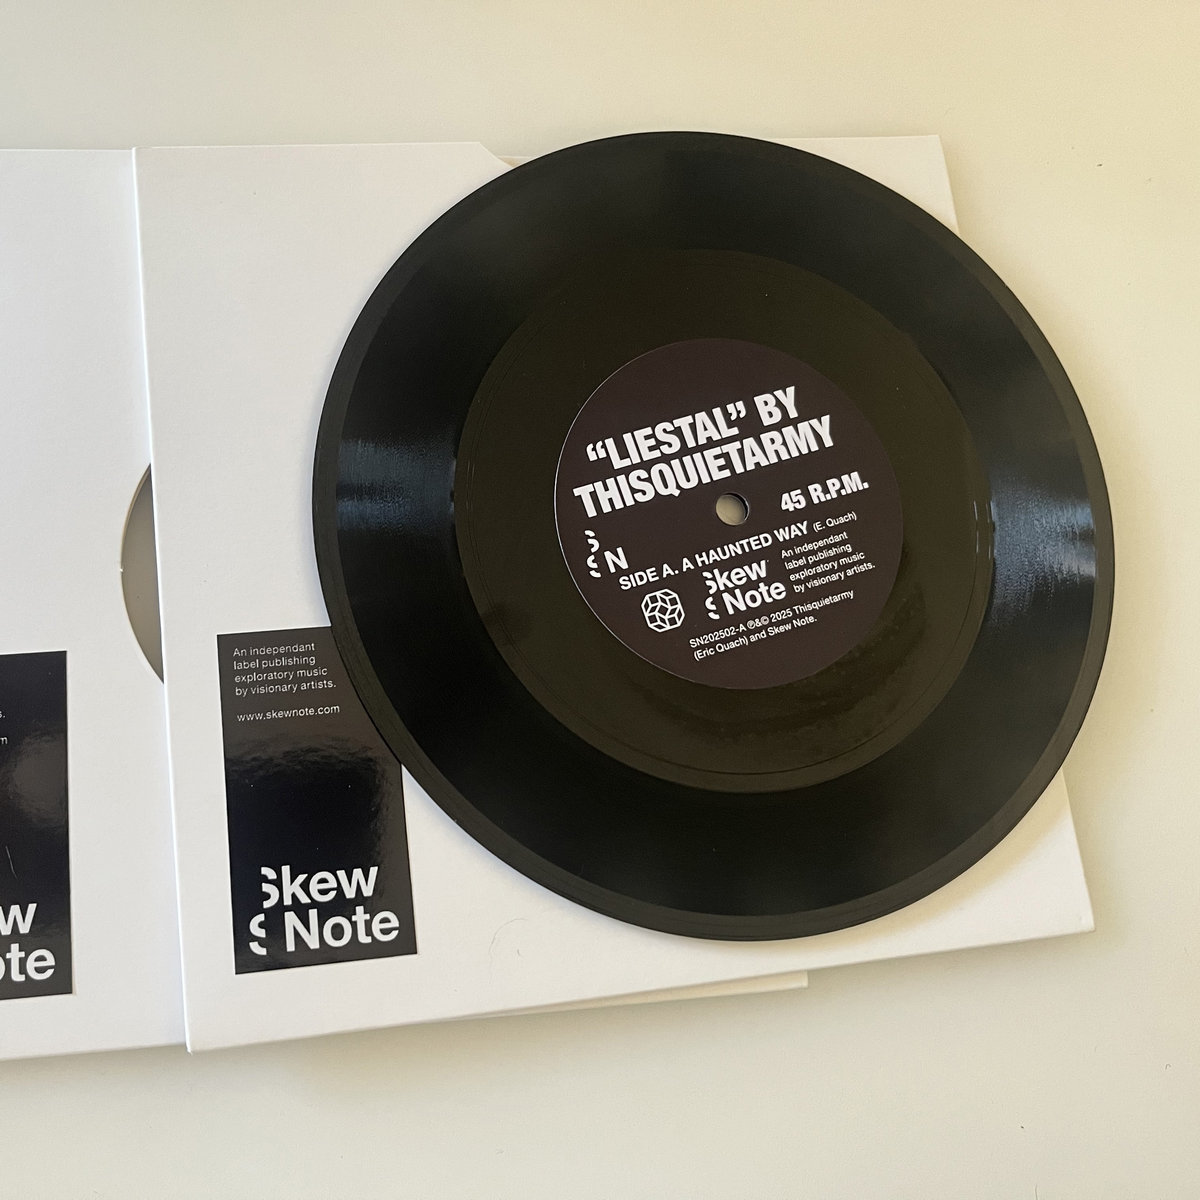 “LIESTAL” BY
THISQUIETARMY
45 R.P.M.
S
N
SIDE A. A HAUNTED WAY (E. Quach)
Skew
Note
An independant
label publishing
exploratory music
by visionary artists.
SN202502-A ℗&© 2025 Thisquietarmy
(Eric Quach) and Skew Note.
An independant
label publishing
exploratory music
by visionary artists.
www.skewnote.com
Skew
Note
s.
m
w
ote